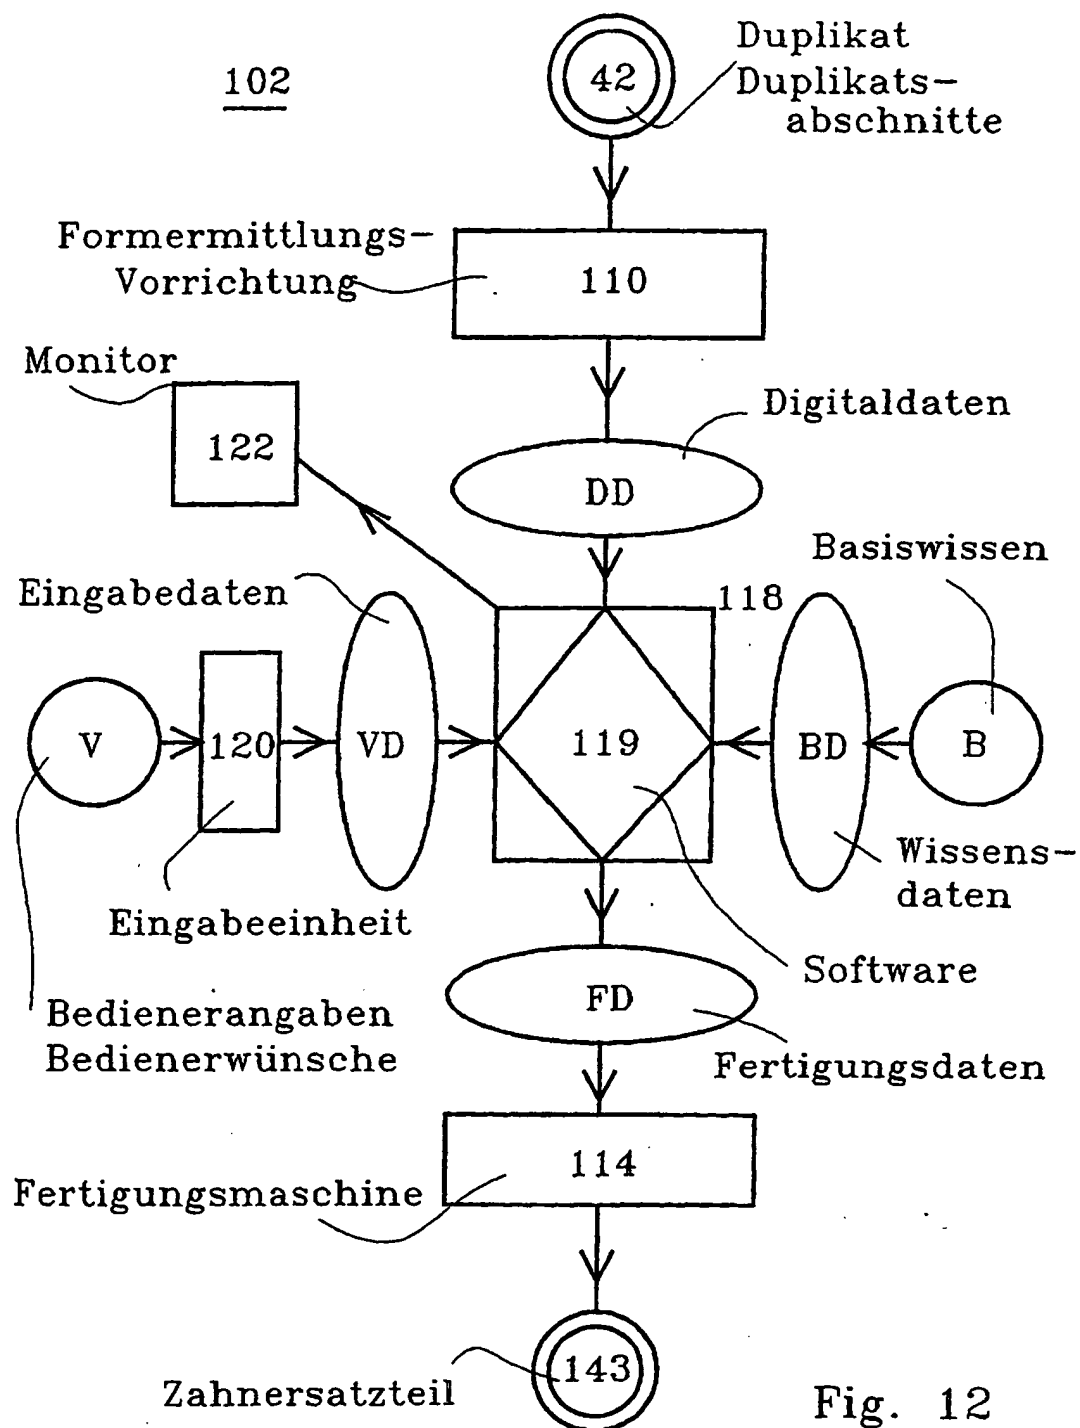 102
42
Duplikat
Duplikats-
abschnitte
Formermittlungs-
Vorrichtung
110
Monitor
122
Digitaldaten
DD
Basiswissen
Eingabedaten
118
V
120
VD
119
BD
B
Wissens-
daten
Eingabeeinheit
Software
Bedienerangaben
Bedienerwünsche
FD
Fertigungsdaten
114
Fertigungsmaschine
143
Zahnersatzteil
Fig. 12